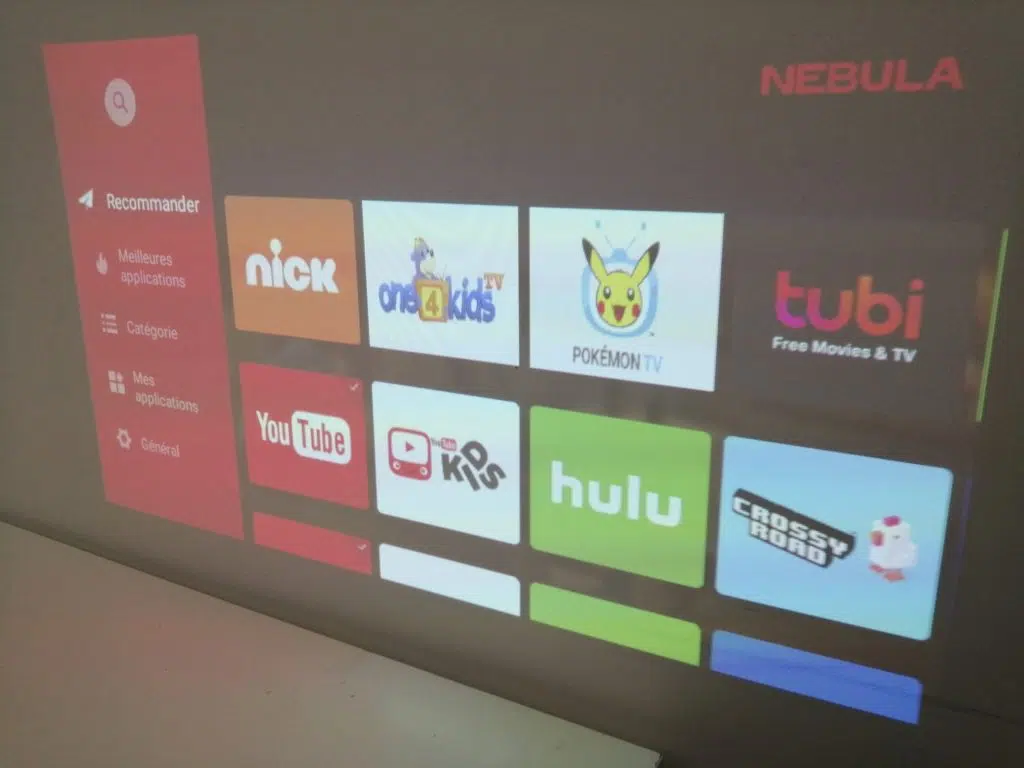 NEBULA
Recommander
Meilleures
applications
Catégorie
Mes
applications
Général
nick
one4kids TV
POKÉMON TV
tubi
Free Movies & TV
YouTube
YouTube
KIDS
hulu
CROSSY
ROAD